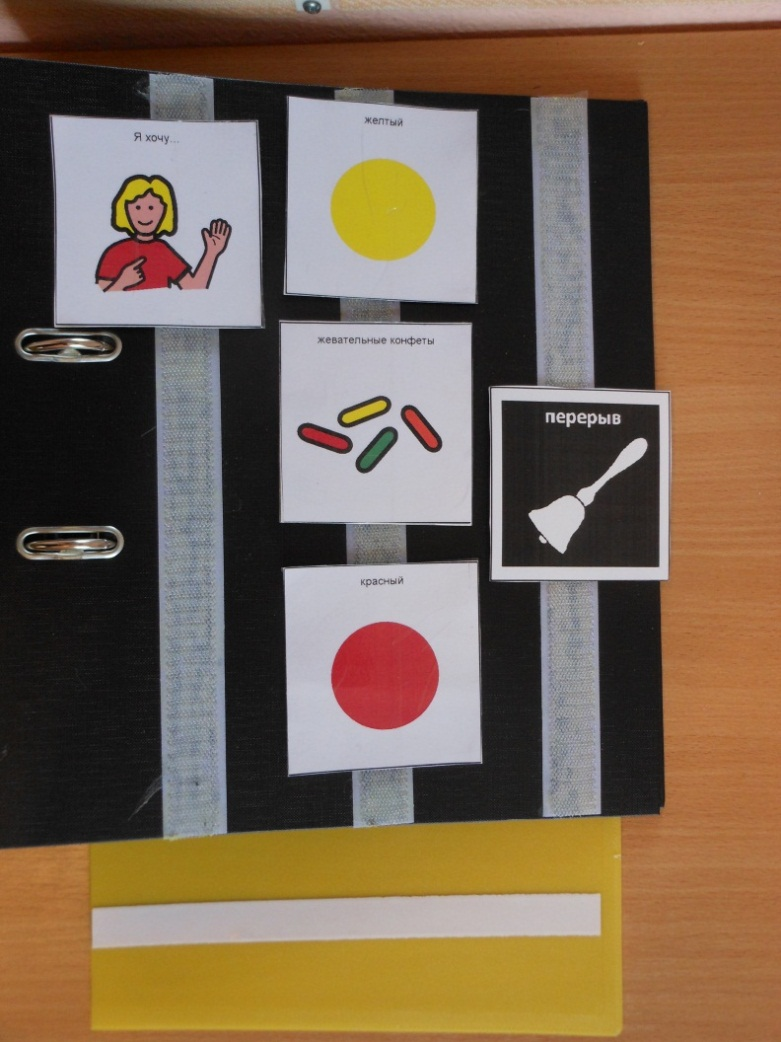 Я хочу...
желтый
жевательные конфеты
перерыв
красный